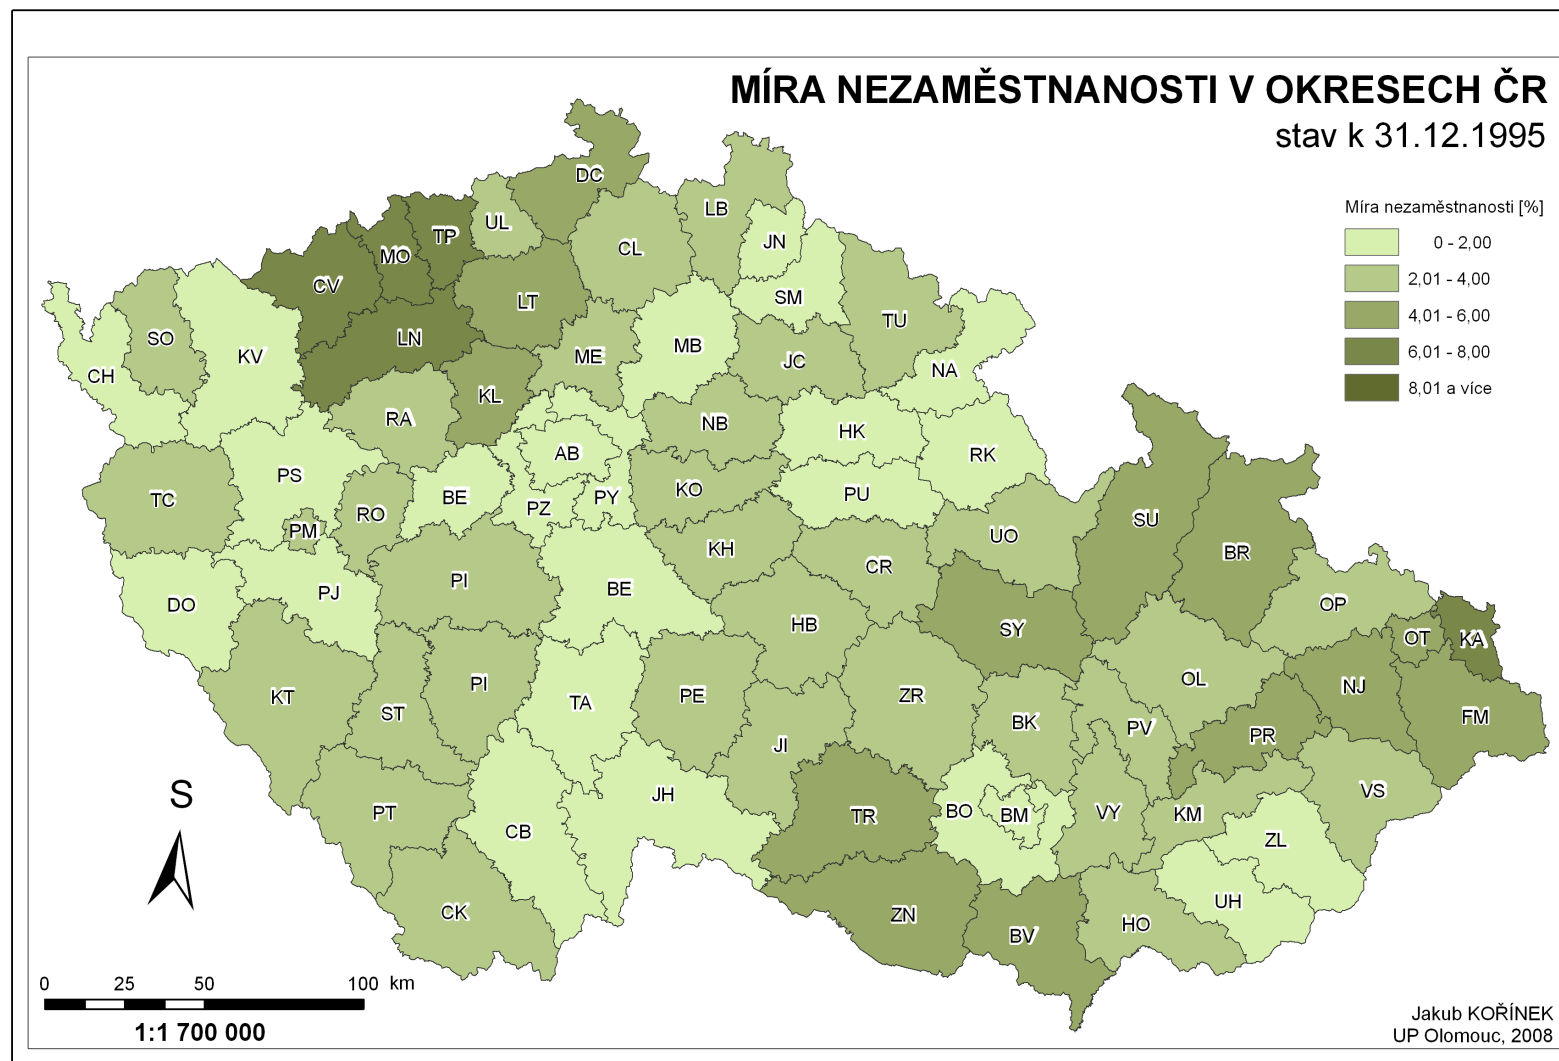 MÍRA NEZAMĚSTNANOSTI V OKRESECH ČR
stav k 31.12.1995
Míra nezaměstnanosti [%]
0 - 2,00
2,01 - 4,00
4,01 - 6,00
6,01 - 8,00
8,01 a více
DC
UL
LB
TP
MO
CL
JN
CV
LT
SM
TU
SO
LN
KV
ME
MB
JC
NA
CH
KL
RA
NB
HK
AB
RK
PS
TC
BE
PZ
PY
KO
PU
PM
RO
SU
UO
KH
BR
CR
PI
BE
PJ
DO
OP
HB
SY
OT
KA
KT
PI
OL
NJ
ST
TA
PE
ZR
FM
BK
PV
PR
JI
S
JH
VS
PT
CB
TR
BO
BM
VY
KM
ZL
UH
CK
ZN
BV
HO
0 25 50 100 km
1:1 700 000
Jakub KOŘÍNEK
UP Olomouc, 2008